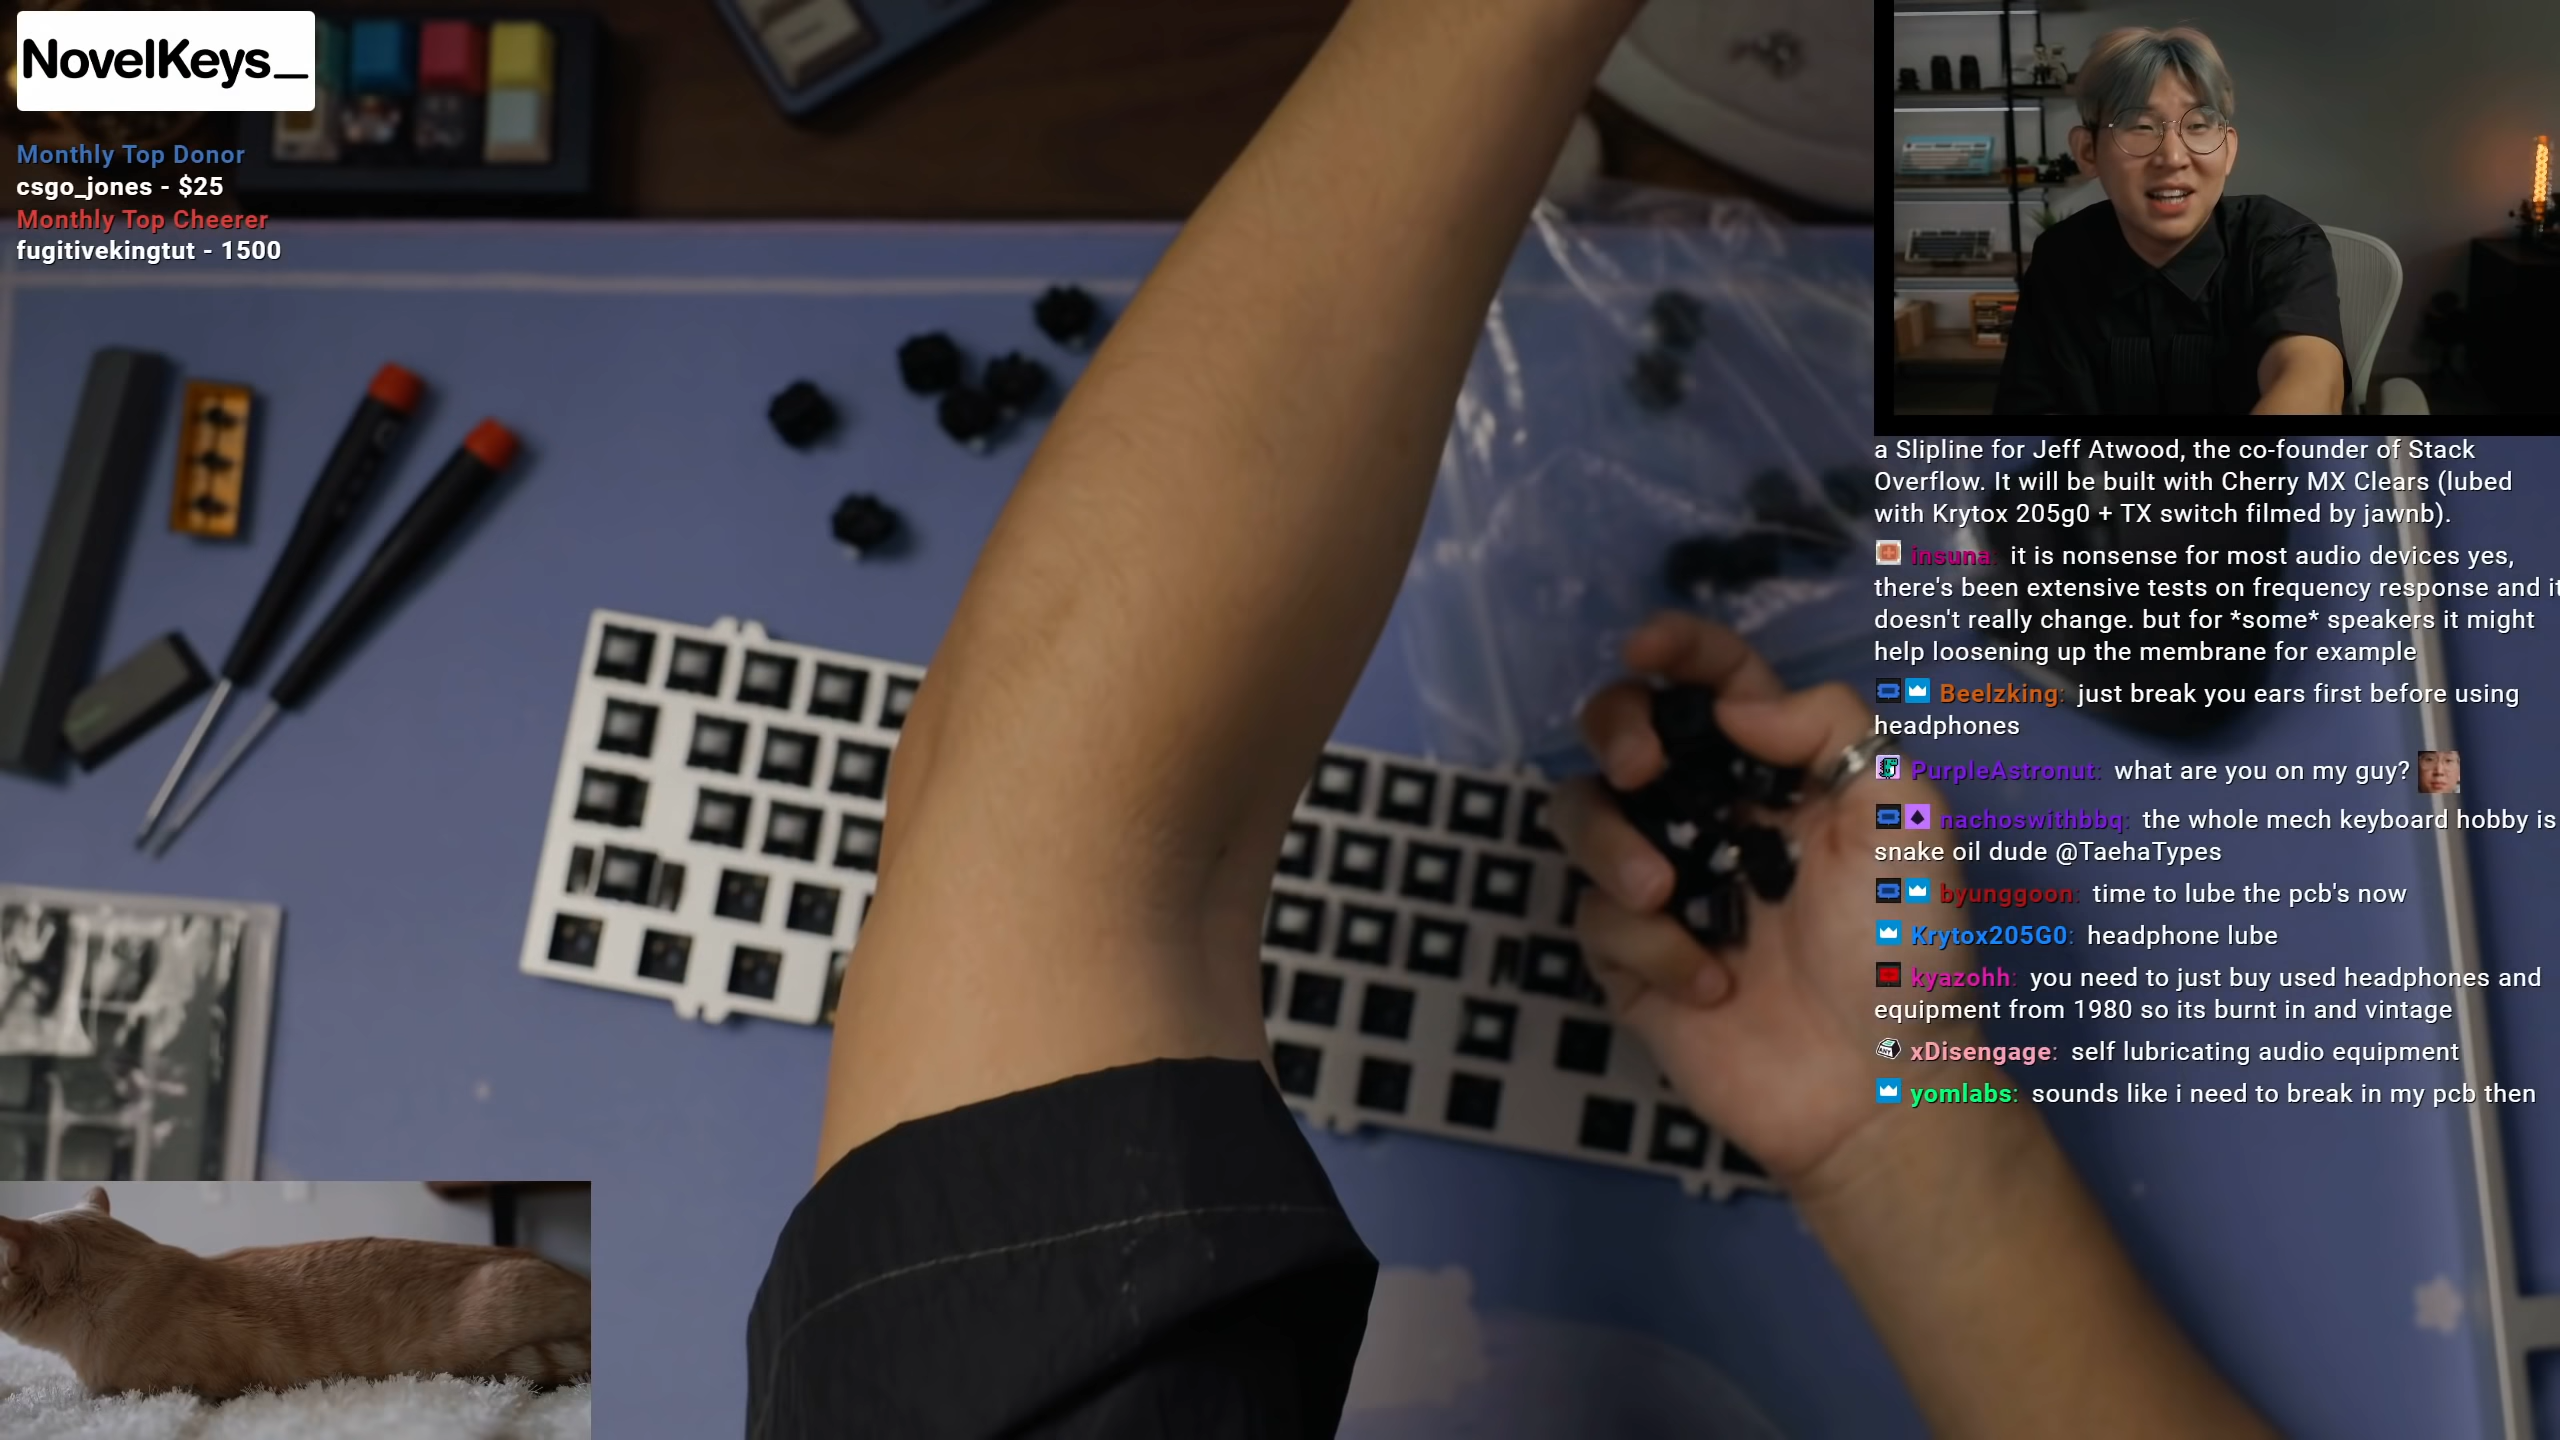 NovelKeys_
Monthly Top Donor
csgo_jones - $25
Monthly Top Cheerer
fugitivekingtut - 1500
a Slipline for Jeff Atwood, the co-founder of Stack
Overflow. It will be built with Cherry MX Clears (lubed
with Krytox 205g0 + TX switch filmed by jawnb).
insuna: it is nonsense for most audio devices yes,
there's been extensive tests on frequency response and it
doesn't really change. but for *some* speakers it might
help loosening up the membrane for example
Beelzking: just break you ears first before using
headphones
PurpleAstronut: what are you on my guy?
nachoswithbbq: the whole mech keyboard hobby is
snake oil dude @TaehaTypes
byunggoon: time to lube the pcb's now
Krytox205G0: headphone lube
kyazohh: you need to just buy used headphones and
equipment from 1980 so its burnt in and vintage
xDisengage: self lubricating audio equipment
yomlabs: sounds like i need to break in my pcb then